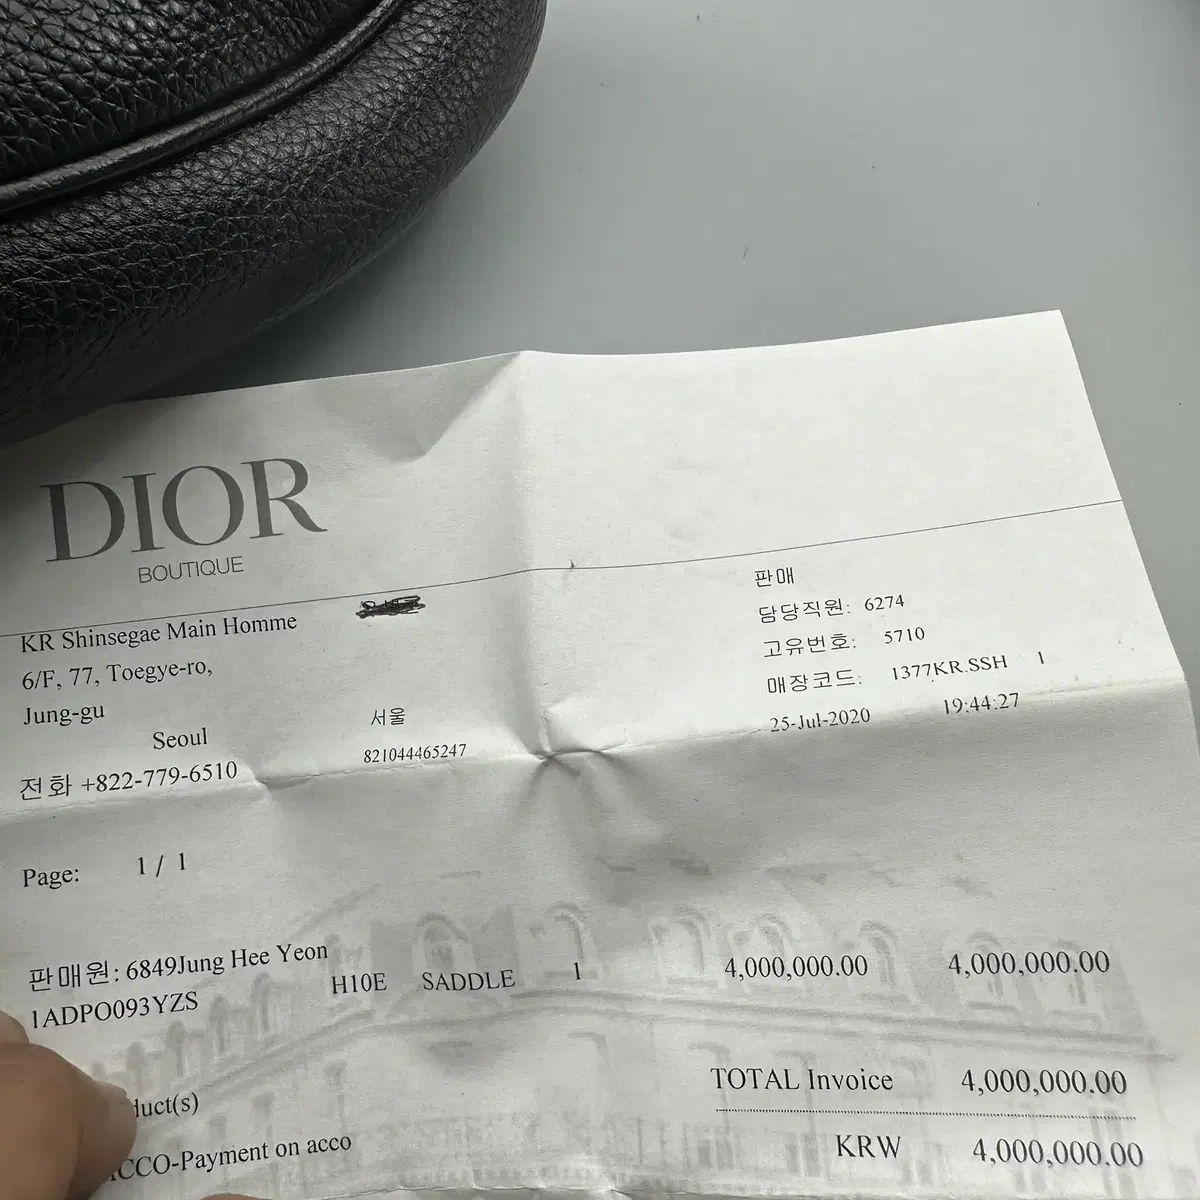 DIOR
BOUTIQUE
KR Shinsegae Main Homme
6/F, 77, Toegye-ro,
Jung-gu
Seoul 서울
전화 +822-779-6510 821044465247
판매
담당직원: 6274
고유번호: 5710
매장코드: 1377KR.SSH 1
25-Jul-2020 19:44:27
Page: 1 / 1
판매원: 6849Jung Hee Yeon
1ADPO093YZS H10E SADDLE 1 4,000,000.00 4,000,000.00
TOTAL Invoice 4,000,000.00
duct(s)
KRW 4,000,000.00
CCO-Payment on acco